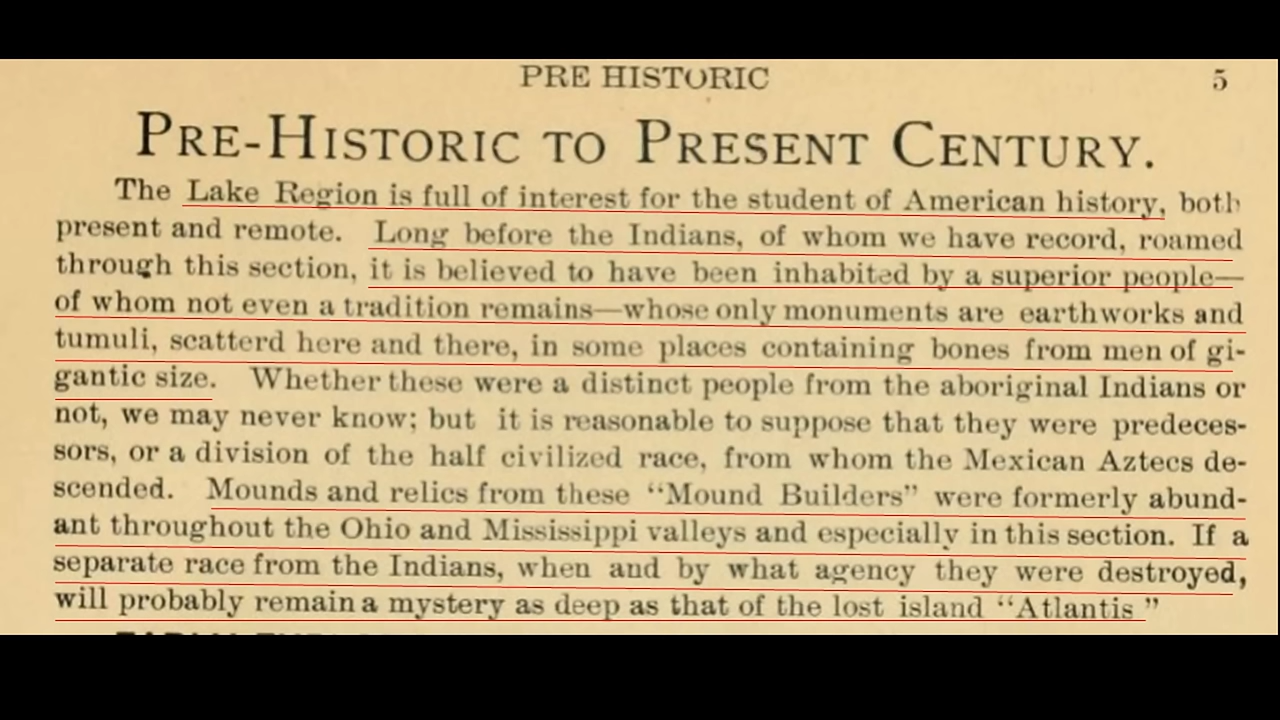 PRE HISTORIC 5
PRE-HISTORIC TO PRESENT CENTURY.
The Lake Region is full of interest for the student of American history, both
present and remote. Long before the Indians, of whom we have record, roamed
through this section, it is believed to have been inhabited by a superior people—
of whom not even a tradition remains—whose only monuments are earthworks and
tumuli, scatterd here and there, in some places containing bones from men of gi-
gantic size. Whether these were a distinct people from the aboriginal Indians or
not, we may never know; but it is reasonable to suppose that they were predeces-
sors, or a division of the half civilized race, from whom the Mexican Aztecs de-
scended. Mounds and relics from these “Mound Builders” were formerly abund-
ant throughout the Ohio and Mississippi valleys and especially in this section. If a
separate race from the Indians, when and by what agency they were destroyed,
will probably remain a mystery as deep as that of the lost island “Atlantis ”